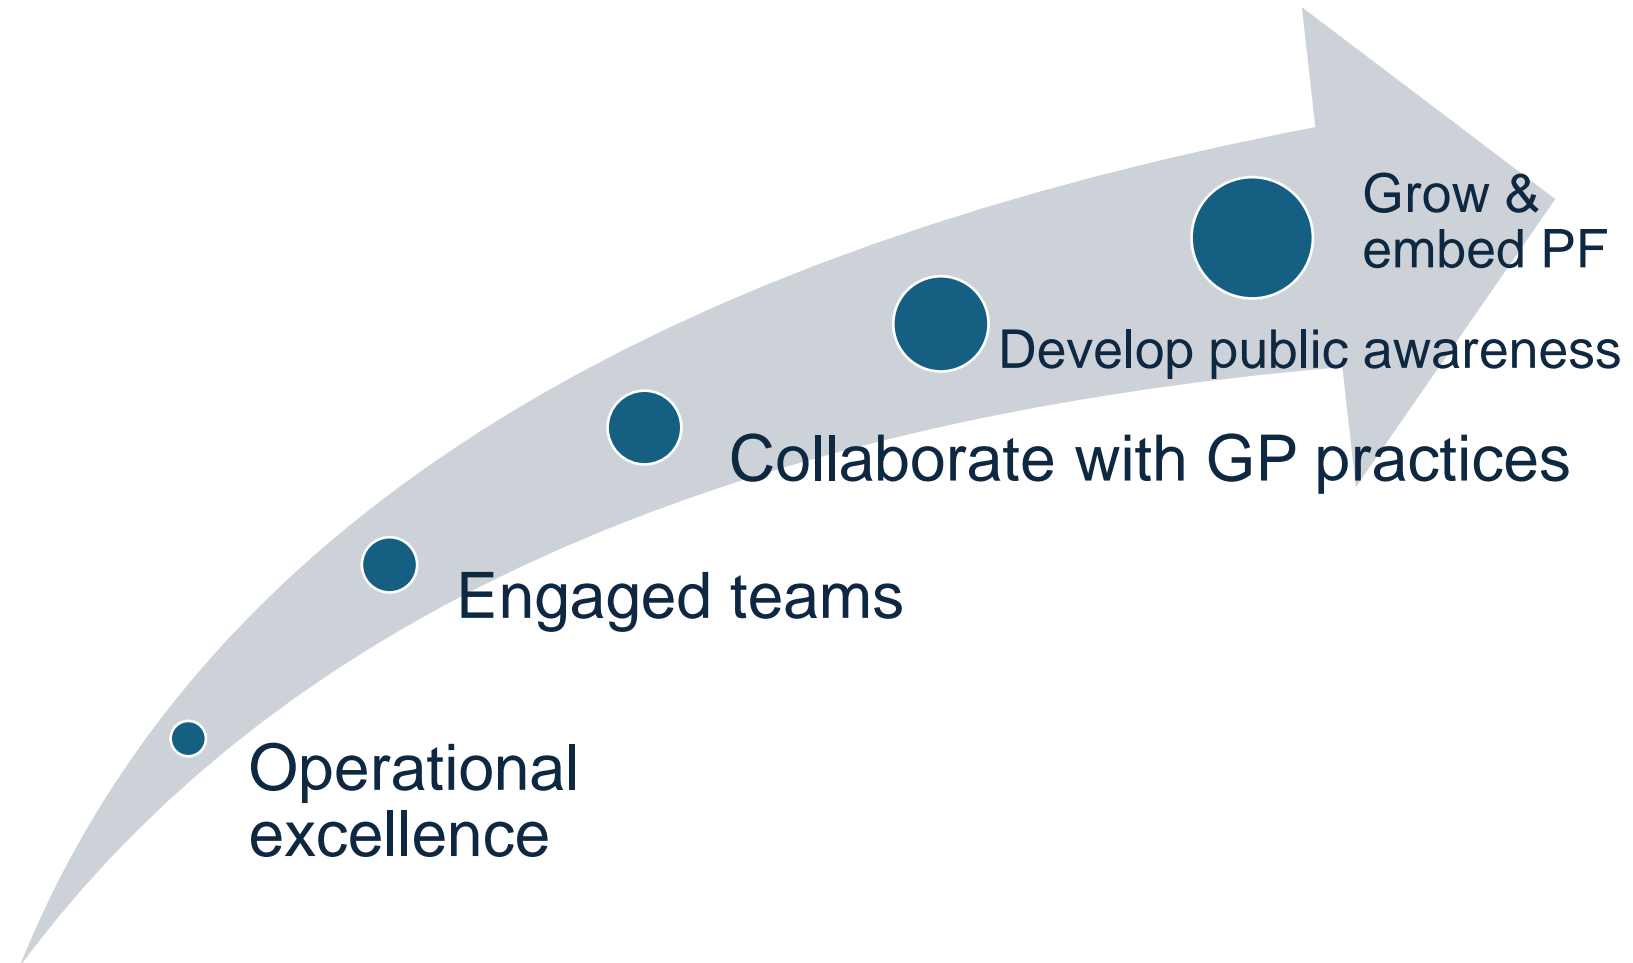 Grow &
embed PF
Develop public awareness
Collaborate with GP practices
Engaged teams
Operational
excellence